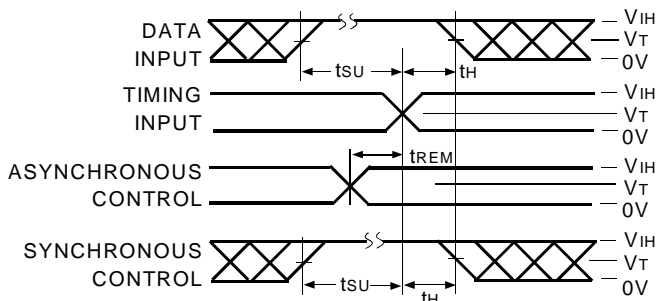 DATA INPUT
VIH
VT
0V
tSU
tH
TIMING INPUT
VIH
VT
0V
tREM
ASYNCHRONOUS CONTROL
VIH
VT
0V
SYNCHRONOUS CONTROL
VIH
VT
0V
tSU
tH